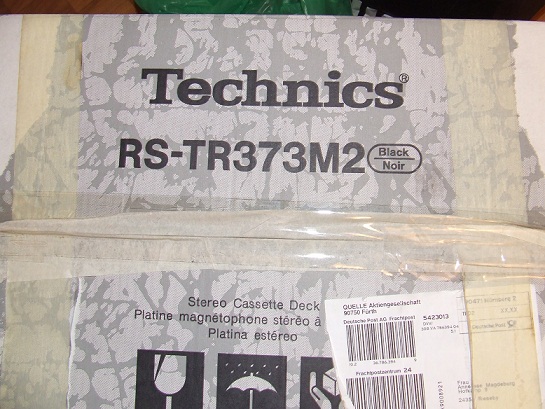 Technics®
RS-TR373M2 Black
Noir
Stereo Cassette Deck
Platine magnétophone stéréo à
Platina estéreo
QUELLE Aktiengesellschaft
90750 Fürth
Deutsche Post AG Frachtpost
5423013
Frachtpostzentrum 24
Frau